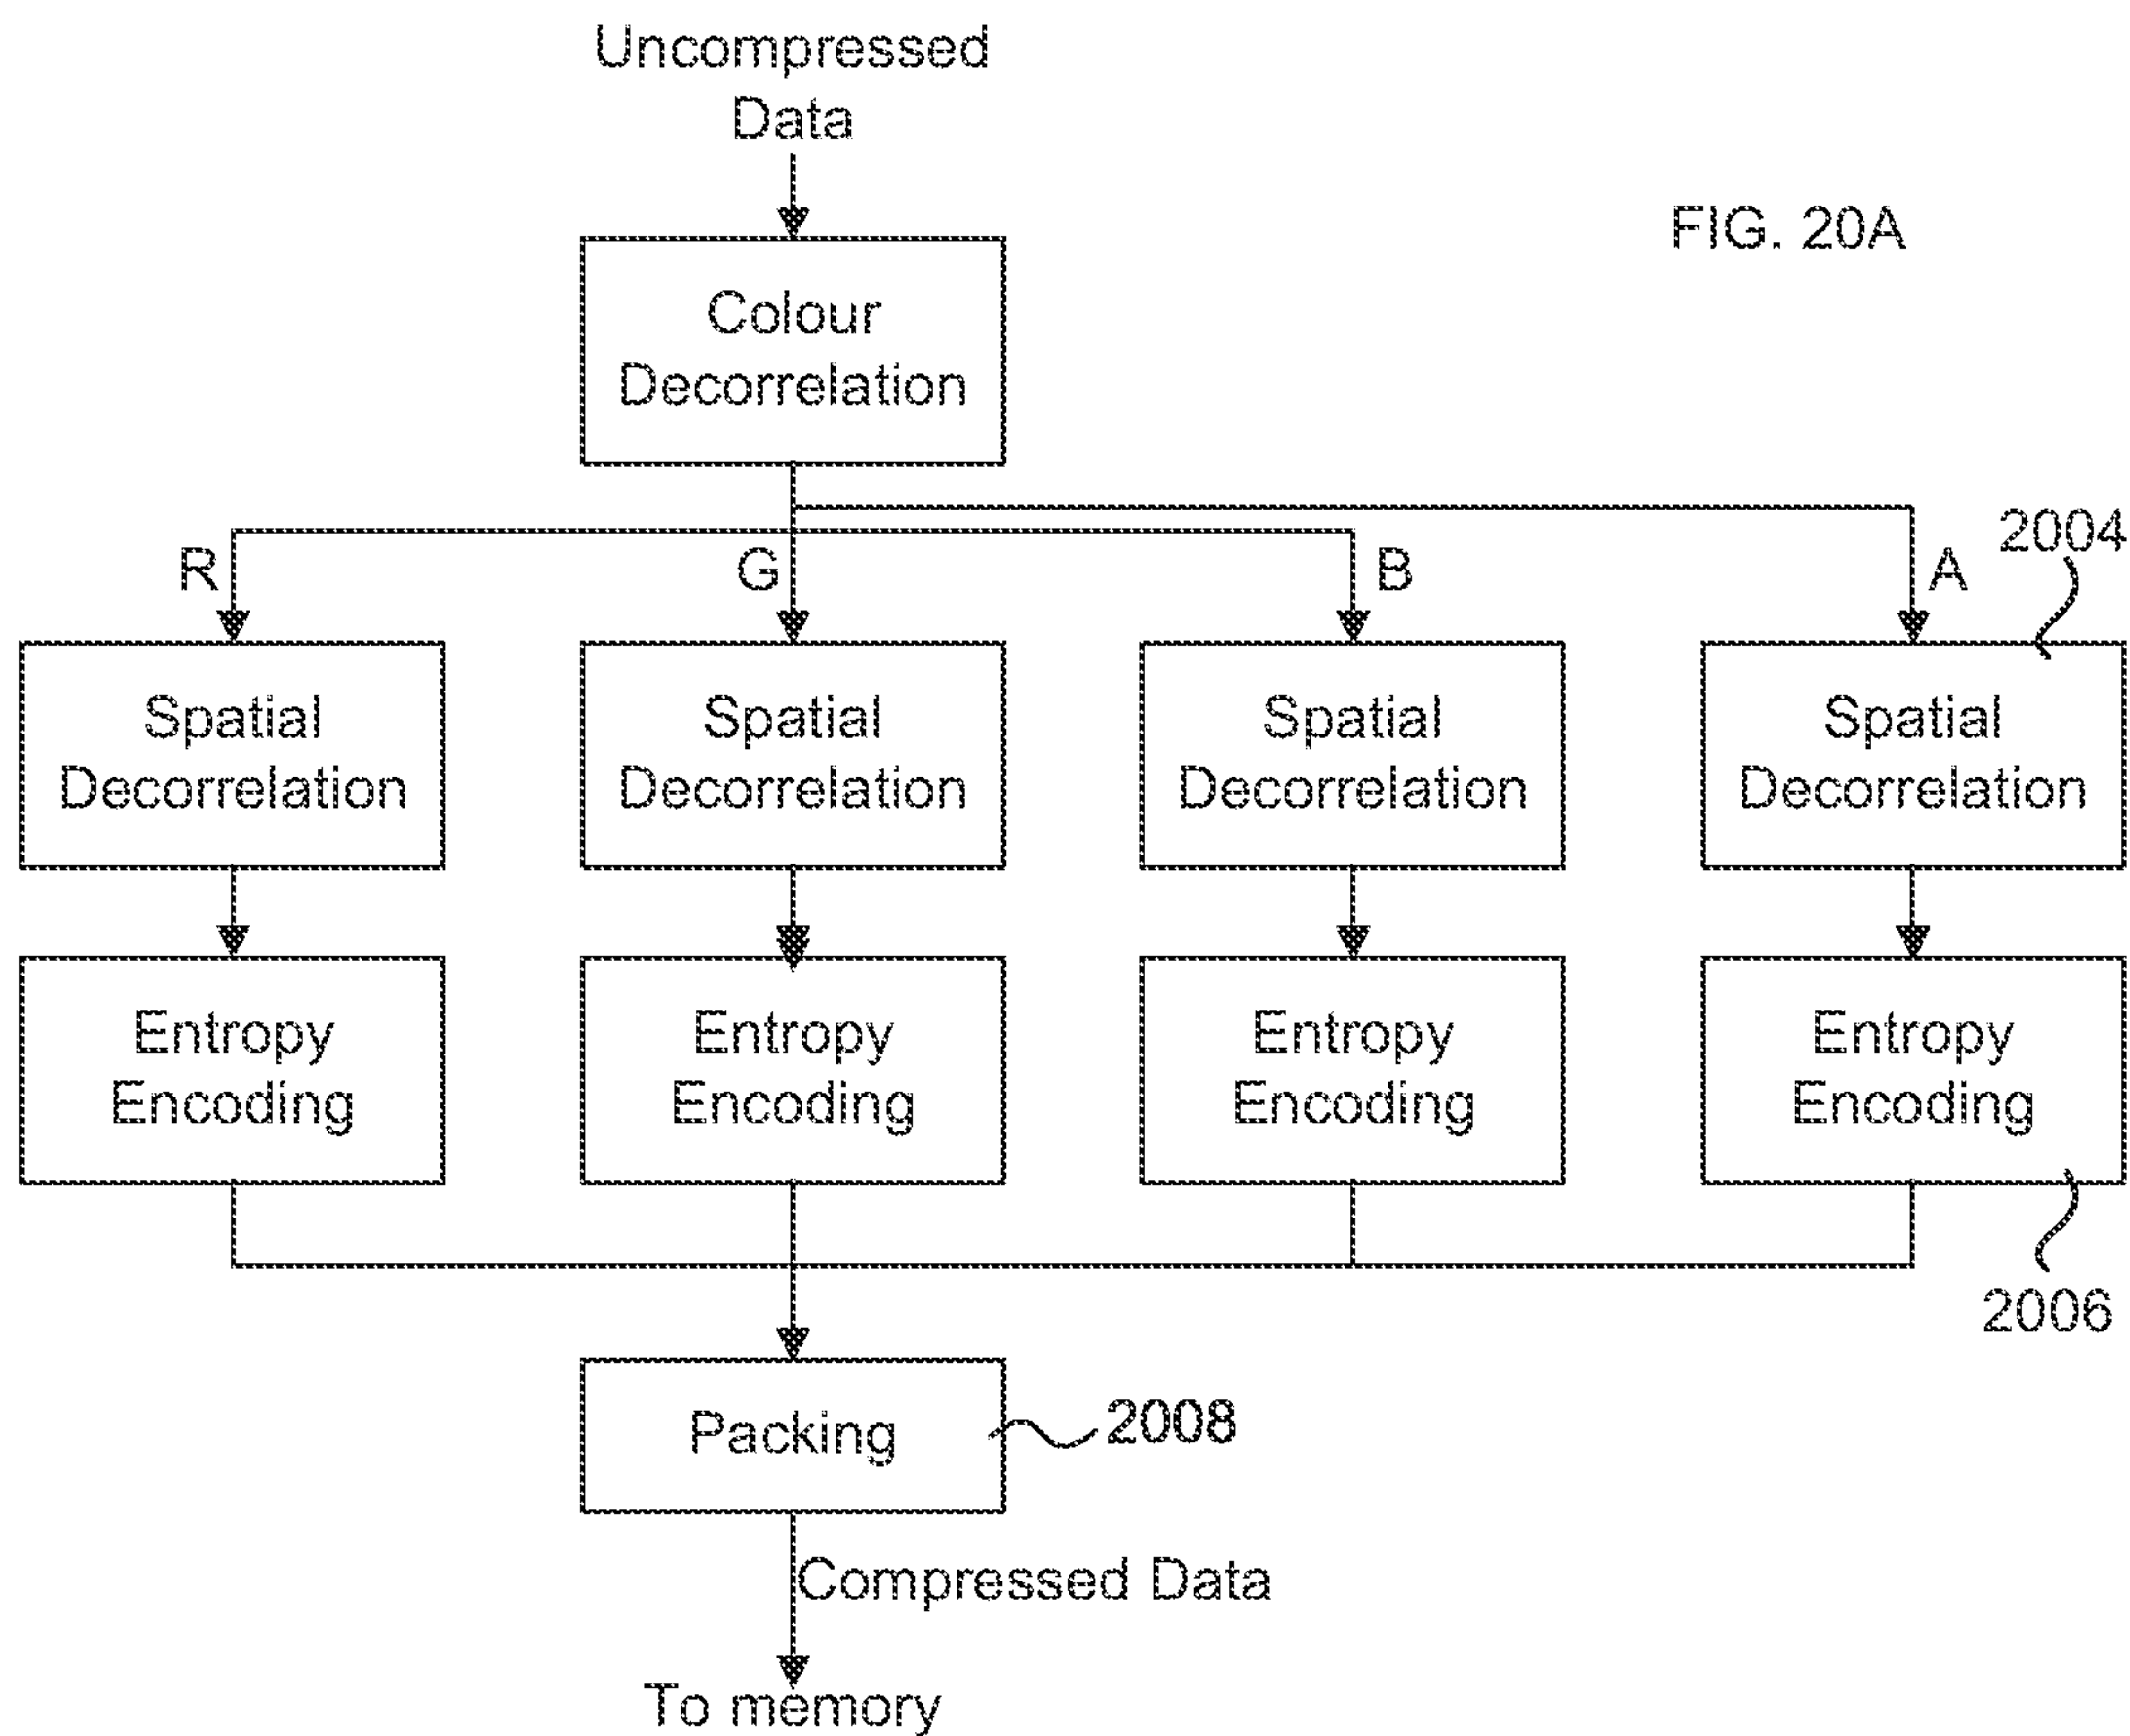 Uncompressed
Data
FIG. 20A
Colour
Decorrelation
2004
R
G
B
A
Spatial
Decorrelation
Spatial
Decorrelation
Spatial
Decorrelation
Spatial
Decorrelation
Entropy
Encoding
Entropy
Encoding
Entropy
Encoding
Entropy
Encoding
2006
Packing
2008
Compressed Data
To memory